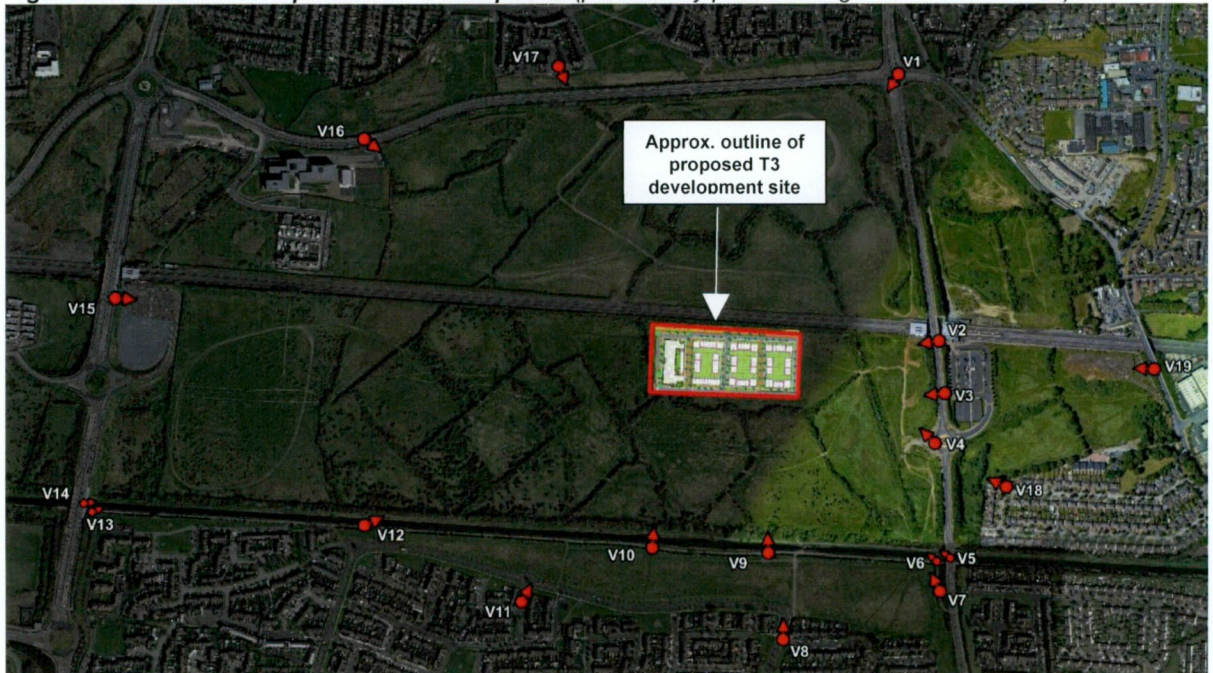 V17
V1
V16
Approx. outline of
proposed T3
development site
V15
V2
V19
V3
V4
V18
V14
V13
V12
V10
V9
V6
V5
V7
V11
V8